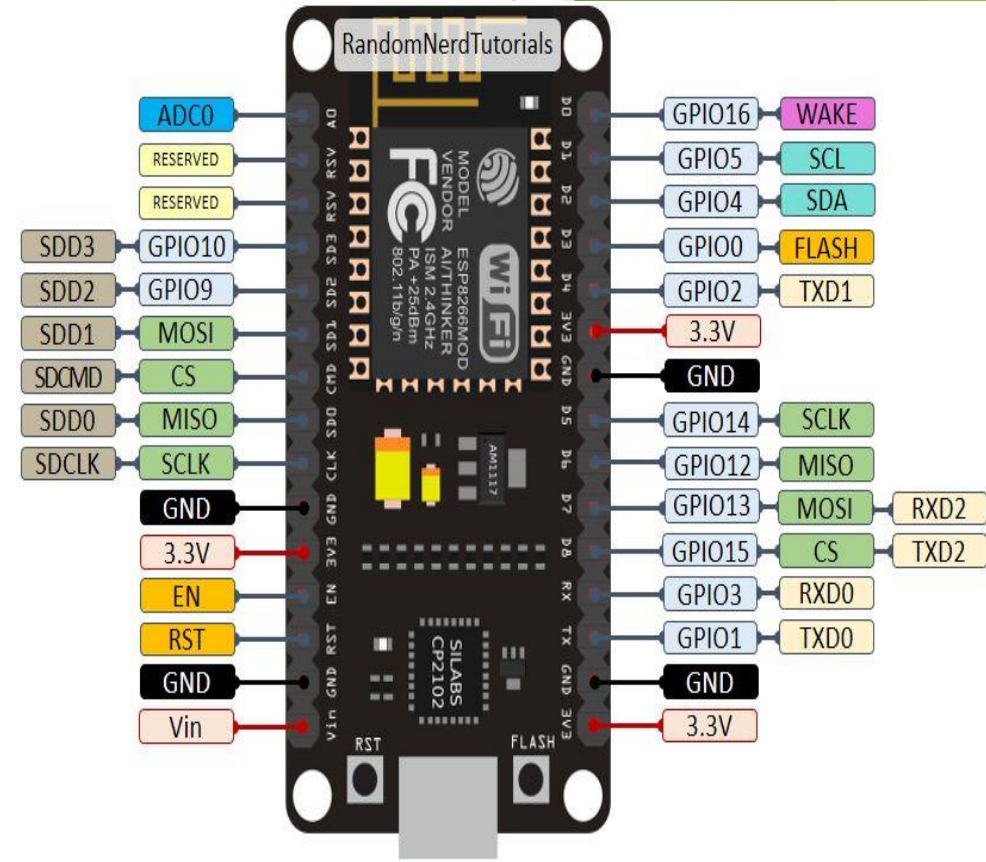 RandomNerdTutorials
ADC0 A0
RESERVED RSV
RESERVED RSV
SDD3 GPIO10 SD3
SDD2 GPIO9 SD2
SDD1 MOSI SD1
SDCMD CS CMD
SDD0 MISO SD0
SDCLK SCLK CLK
GND GND
3.3V 3V3
EN EN
RST RST
GND GND
Vin Vin
FC
MODEL
VENDOR
ESP8266MOD
AI/THINKER
ISM 2.4GHz
PA +25dBm
802.11b/g/n
WiFi
AM1117
SILABS
CP2102
RST
FLASH
D0 GPIO16 WAKE
D1 GPIO5 SCL
D2 GPIO4 SDA
D3 GPIO0 FLASH
D4 GPIO2 TXD1
3V3 3.3V
GND GND
D5 GPIO14 SCLK
D6 GPIO12 MISO
D7 GPIO13 MOSI RXD2
D8 GPIO15 CS TXD2
RX GPIO3 RXD0
TX GPIO1 TXD0
GND GND
3V3 3.3V